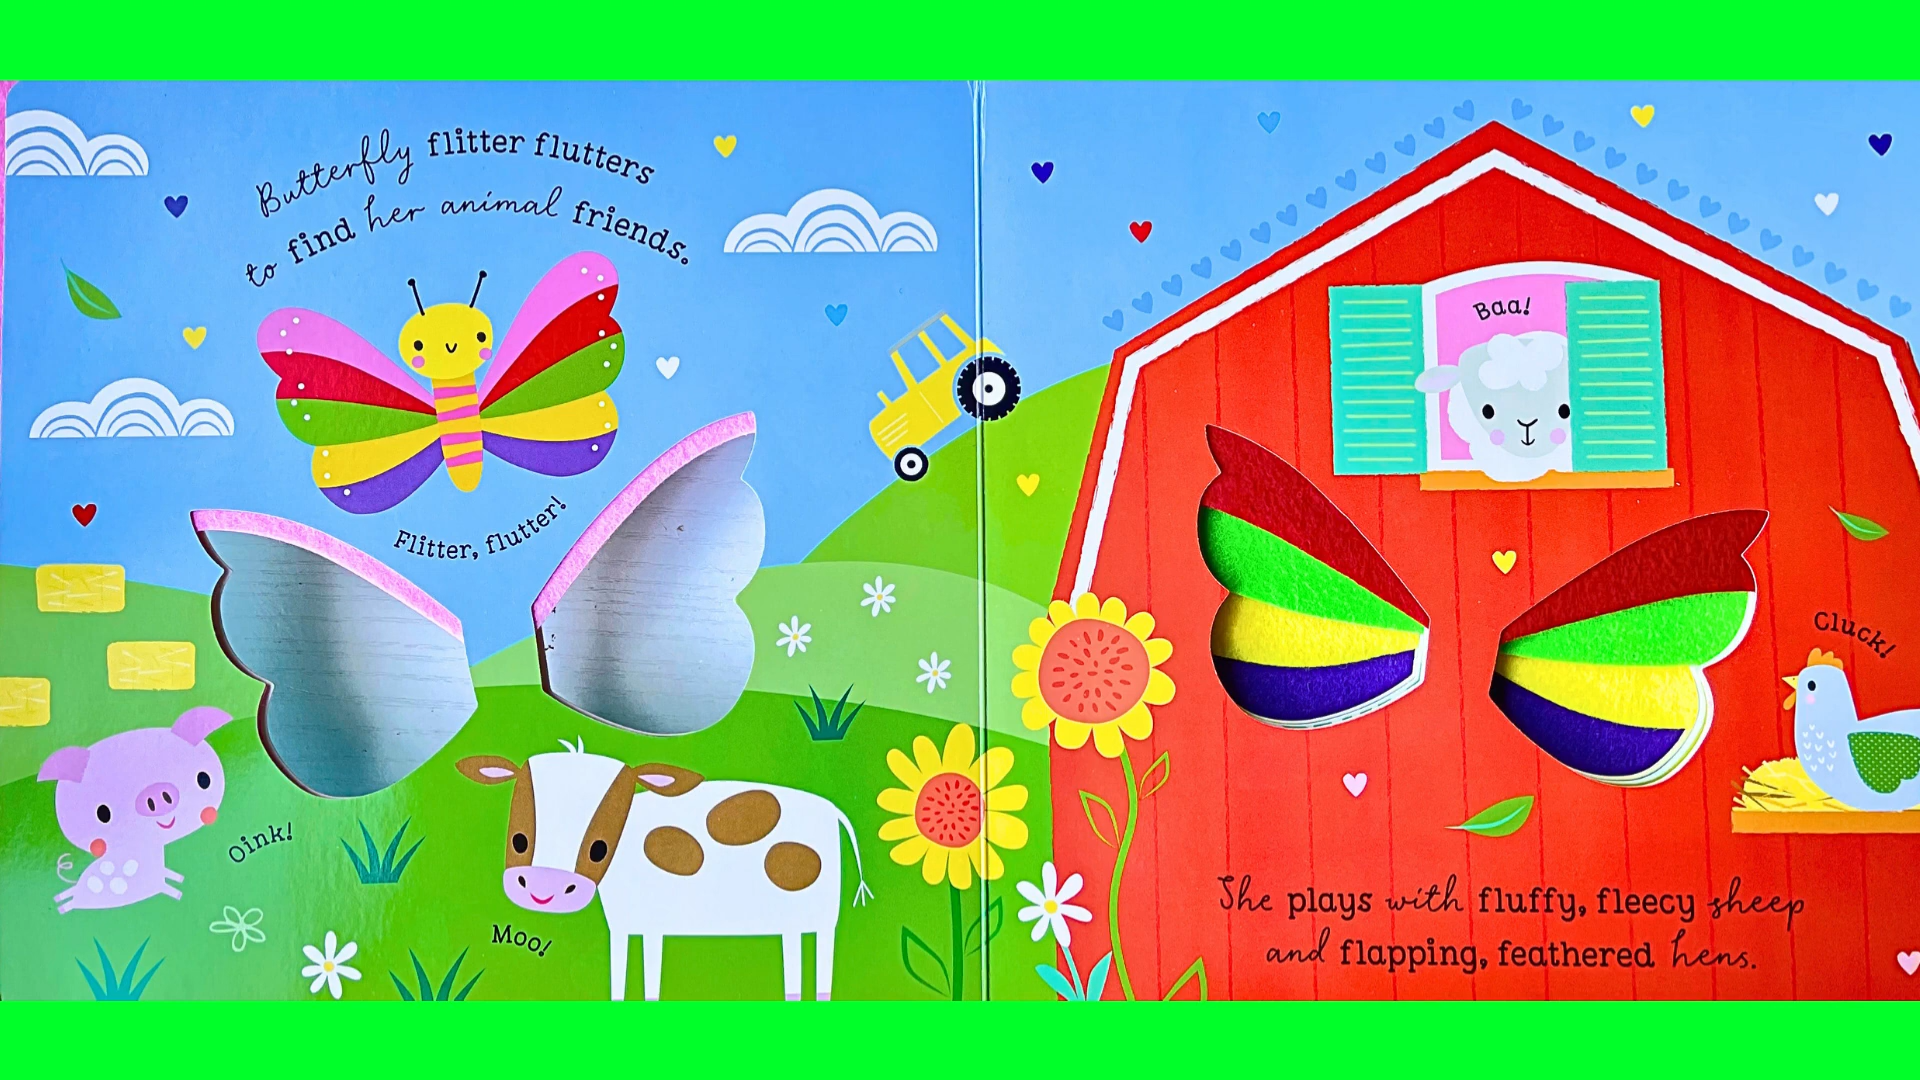 Butterfly flitter flutters
to find her animal friends.
Flitter, flutter!
Oink!
Moo!
Baa!
Cluck!
She plays with fluffy, fleecy sheep
and flapping, feathered hens.